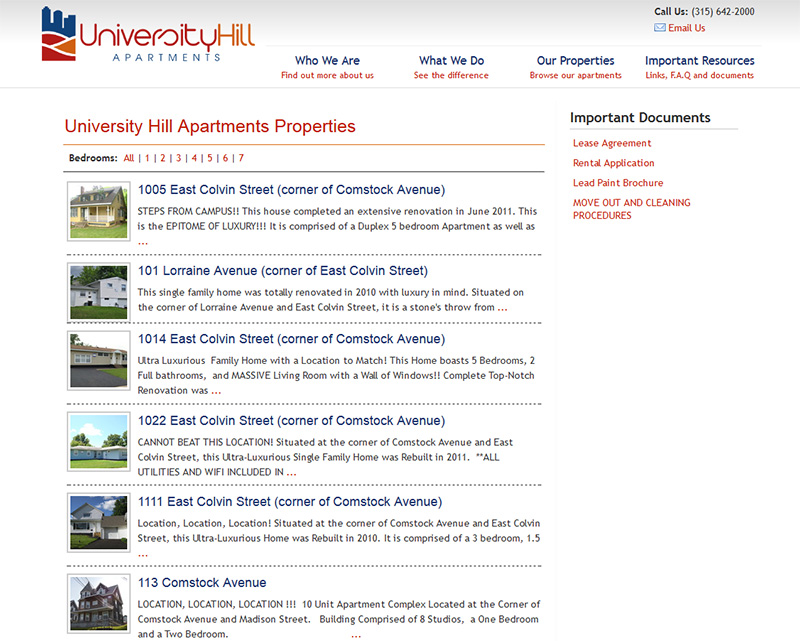 UniversityHill
APARTMENTS
Call Us: (315) 642-2000
Email Us
Who We Are
Find out more about us
What We Do
See the difference
Our Properties
Browse our apartments
Important Resources
Links, F.A.Q and documents
University Hill Apartments Properties
Bedrooms: All | 1 | 2 | 3 | 4 | 5 | 6 | 7
1005 East Colvin Street (corner of Comstock Avenue)
STEPS FROM CAMPUS!! This house completed an extensive renovation in June 2011. This
is the EPITOME OF LUXURY!!! It is comprised of a Duplex 5 bedroom Apartment as well as
...
101 Lorraine Avenue (corner of East Colvin Street)
This single family home was totally renovated in 2010 with luxury in mind. Situated on
the corner of Lorraine Avenue and East Colvin Street, it is a stone's throw from ...
1014 East Colvin Street (corner of Comstock Avenue)
Ultra Luxurious  Family Home with a Location to Match! This Home boasts 5 Bedrooms, 2
Full bathrooms,  and MASSIVE Living Room with a Wall of Windows!! Complete Top-Notch
Renovation was ...
1022 East Colvin Street (corner of Comstock Avenue)
CANNOT BEAT THIS LOCATION! Situated at the corner of Comstock Avenue and East
Colvin Street, this Ultra-Luxurious Single Family Home was Rebuilt in 2011.  **ALL
UTILITIES AND WIFI INCLUDED IN ...
1111 East Colvin Street (corner of Comstock Avenue)
Location, Location, Location! Situated at the corner of Comstock Avenue and East Colvin
Street, this Ultra-Luxurious Home was Rebuilt in 2010. It is comprised of a 3 bedroom, 1.5
...
113 Comstock Avenue
LOCATION, LOCATION, LOCATION !!!  10 Unit Apartment Complex Located at the Corner of
Comstock Avenue and Madison Street.   Building Comprised of 8 Studios,  a One Bedroom
and a Two Bedroom. ...
Important Documents
Lease Agreement
Rental Application
Lead Paint Brochure
MOVE OUT AND CLEANING
PROCEDURES